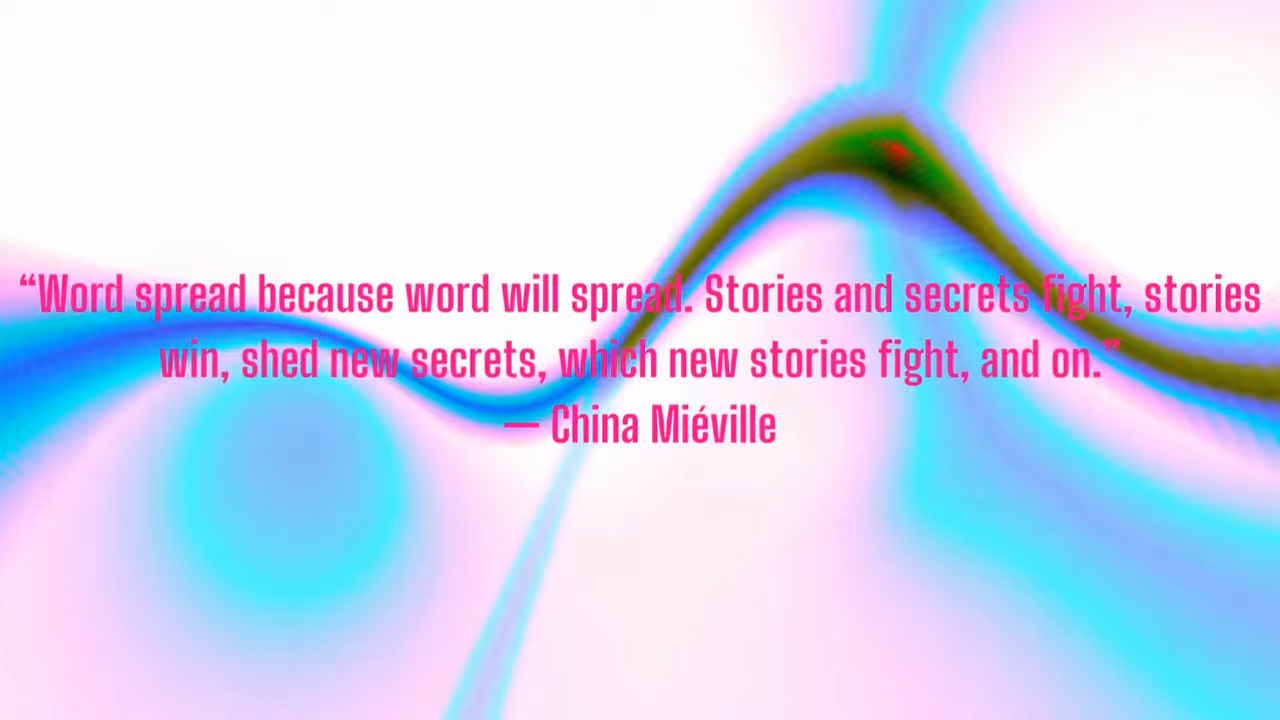 “Word spread because word will spread. Stories and secrets fight, stories
win, shed new secrets, which new stories fight, and on.”
— China Miéville